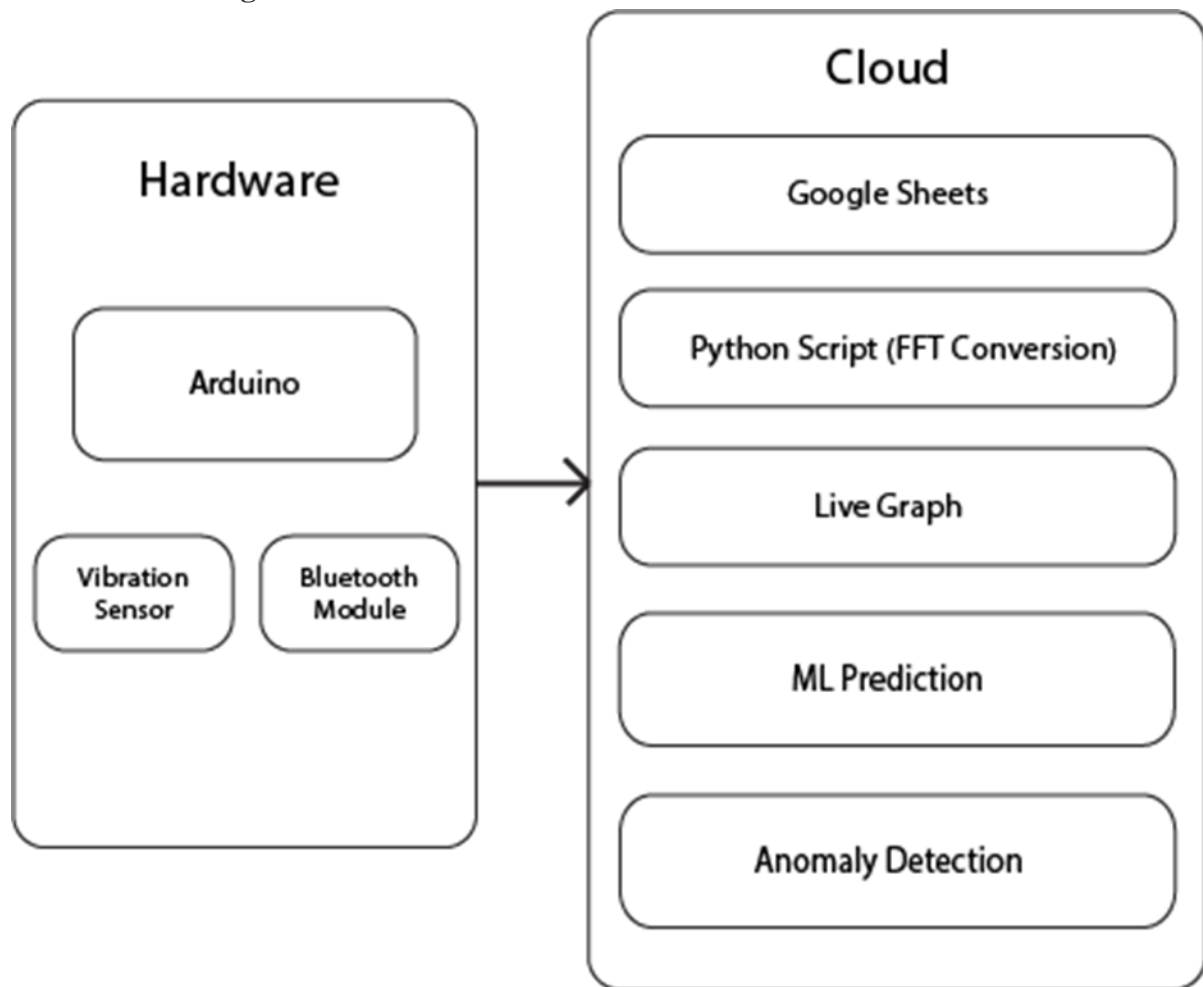 Hardware
Arduino
Vibration
Sensor
Bluetooth
Module
Cloud
Google Sheets
Python Script (FFT Conversion)
Live Graph
ML Prediction
Anomaly Detection